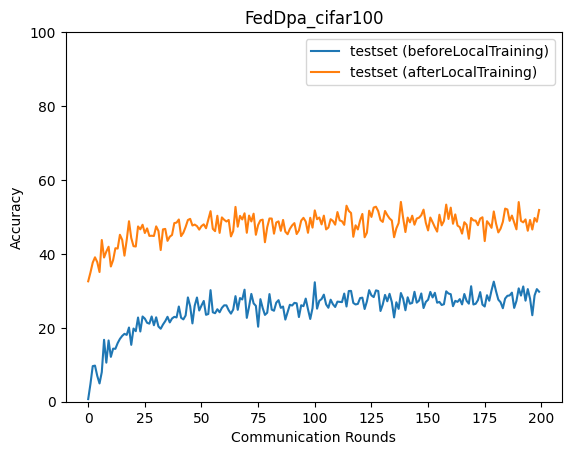 FedDpa_cifar100
testset (beforeLocalTraining)
testset (afterLocalTraining)
100
80
60
40
20
0
Accuracy
0 25 50 75 100 125 150 175 200
Communication Rounds